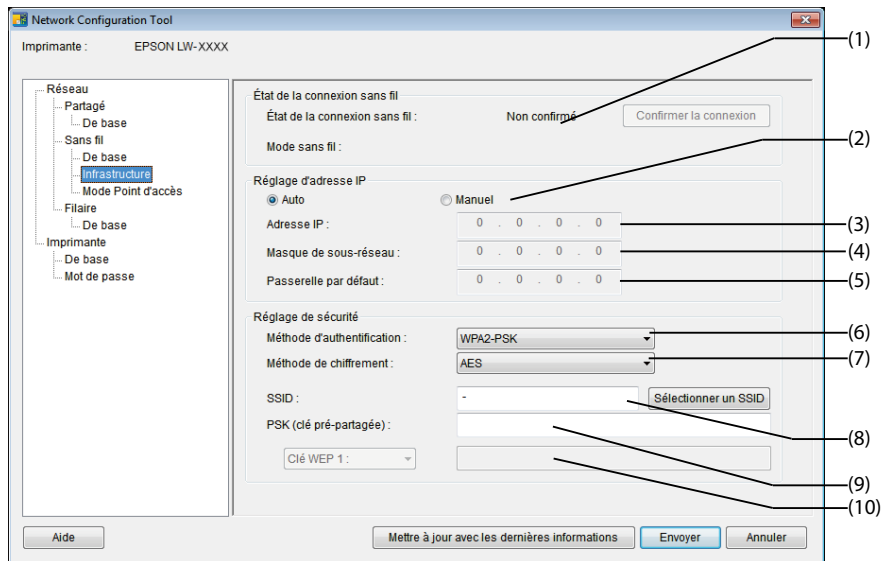 Network Configuration Tool
Imprimante : EPSON LW-XXXX
Réseau
Partagé
De base
Sans fil
De base
Infrastructure
Mode Point d'accès
Filaire
De base
Imprimante
De base
Mot de passe
État de la connexion sans fil
État de la connexion sans fil : Non confirmé Confirmer la connexion
(1)
Mode sans fil :
(2)
Réglage d'adresse IP
Auto Manuel
Adresse IP : 0 . 0 . 0 . 0 (3)
Masque de sous-réseau : 0 . 0 . 0 . 0 (4)
Passerelle par défaut : 0 . 0 . 0 . 0 (5)
Réglage de sécurité
Méthode d'authentification : WPA2-PSK (6)
Méthode de chiffrement : AES (7)
SSID : - Sélectionner un SSID
(8)
PSK (clé pré-partagée) :
(9)
Clé WEP 1 :
(10)
Aide Mettre à jour avec les dernières informations Envoyer Annuler